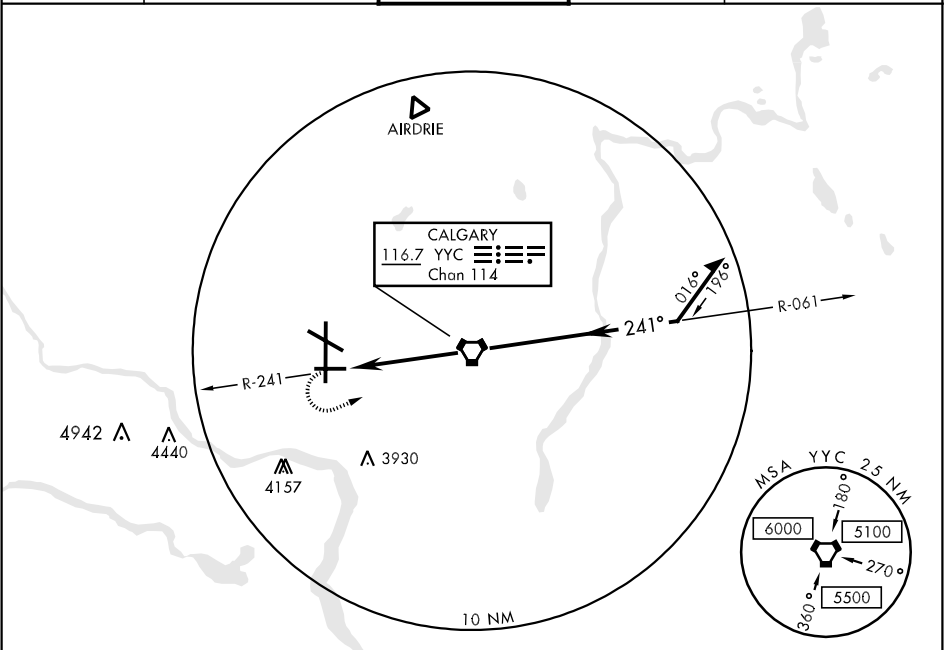 AIRDRIE
CALGARY
116.7 YYC
Chan 114
016°
196°
R-061
241°
R-241
4942
4440
4157
3930
10 NM
MSA YYC 25 NM
180°
6000
5100
270°
5500
360°